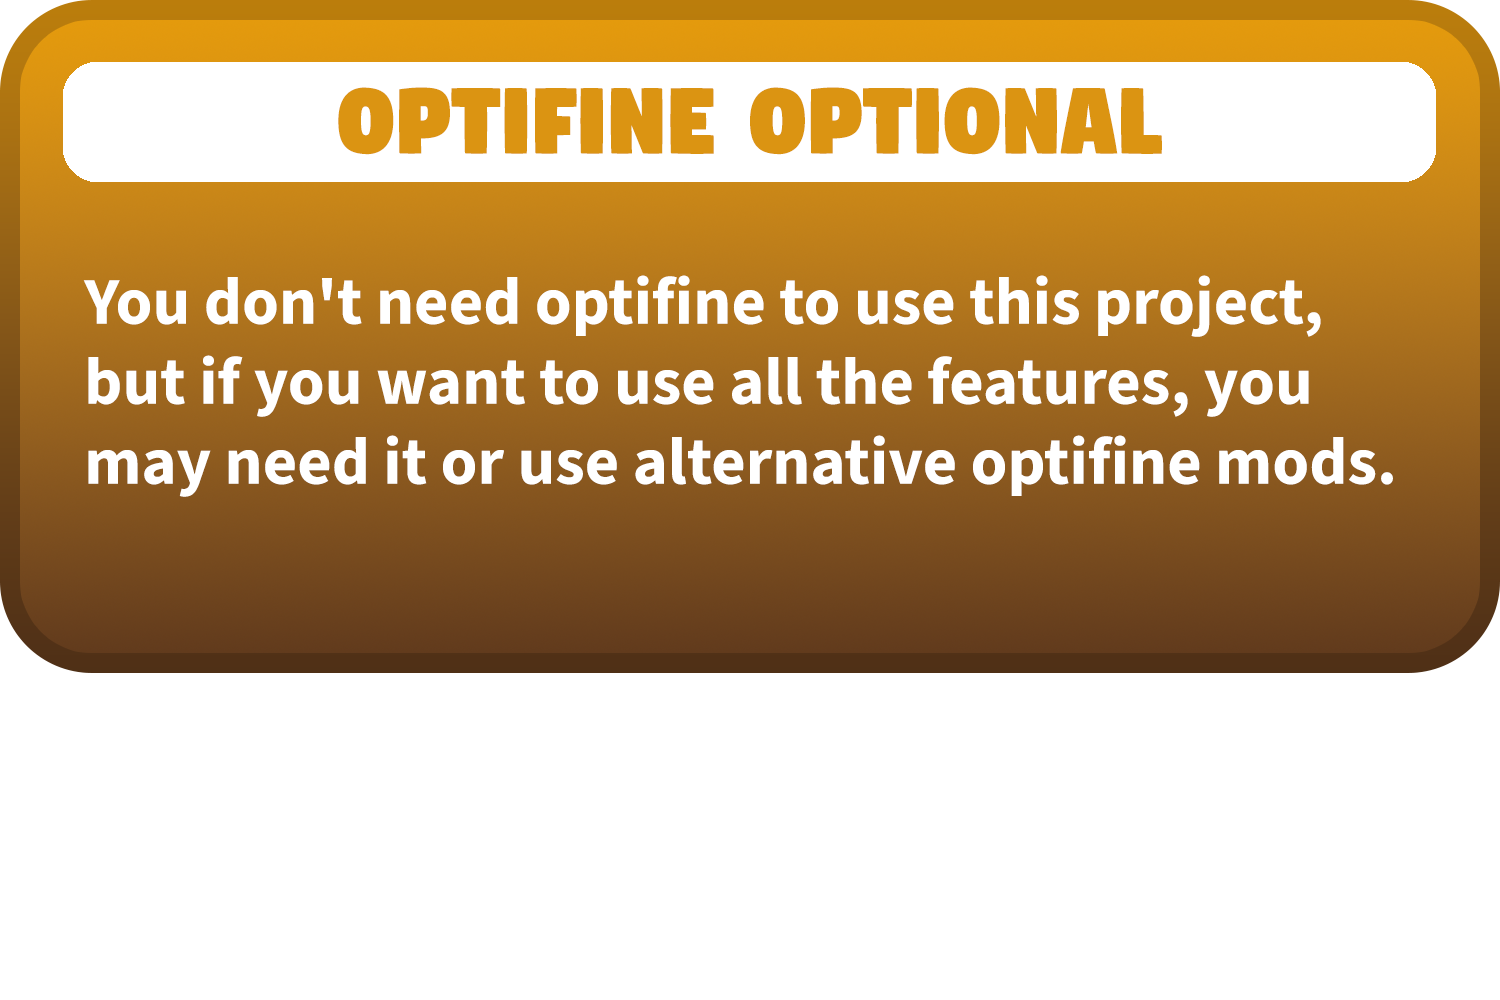 OPTIFINE OPTIONAL
You don't need optifine to use this project,
but if you want to use all the features, you
may need it or use alternative optifine mods.